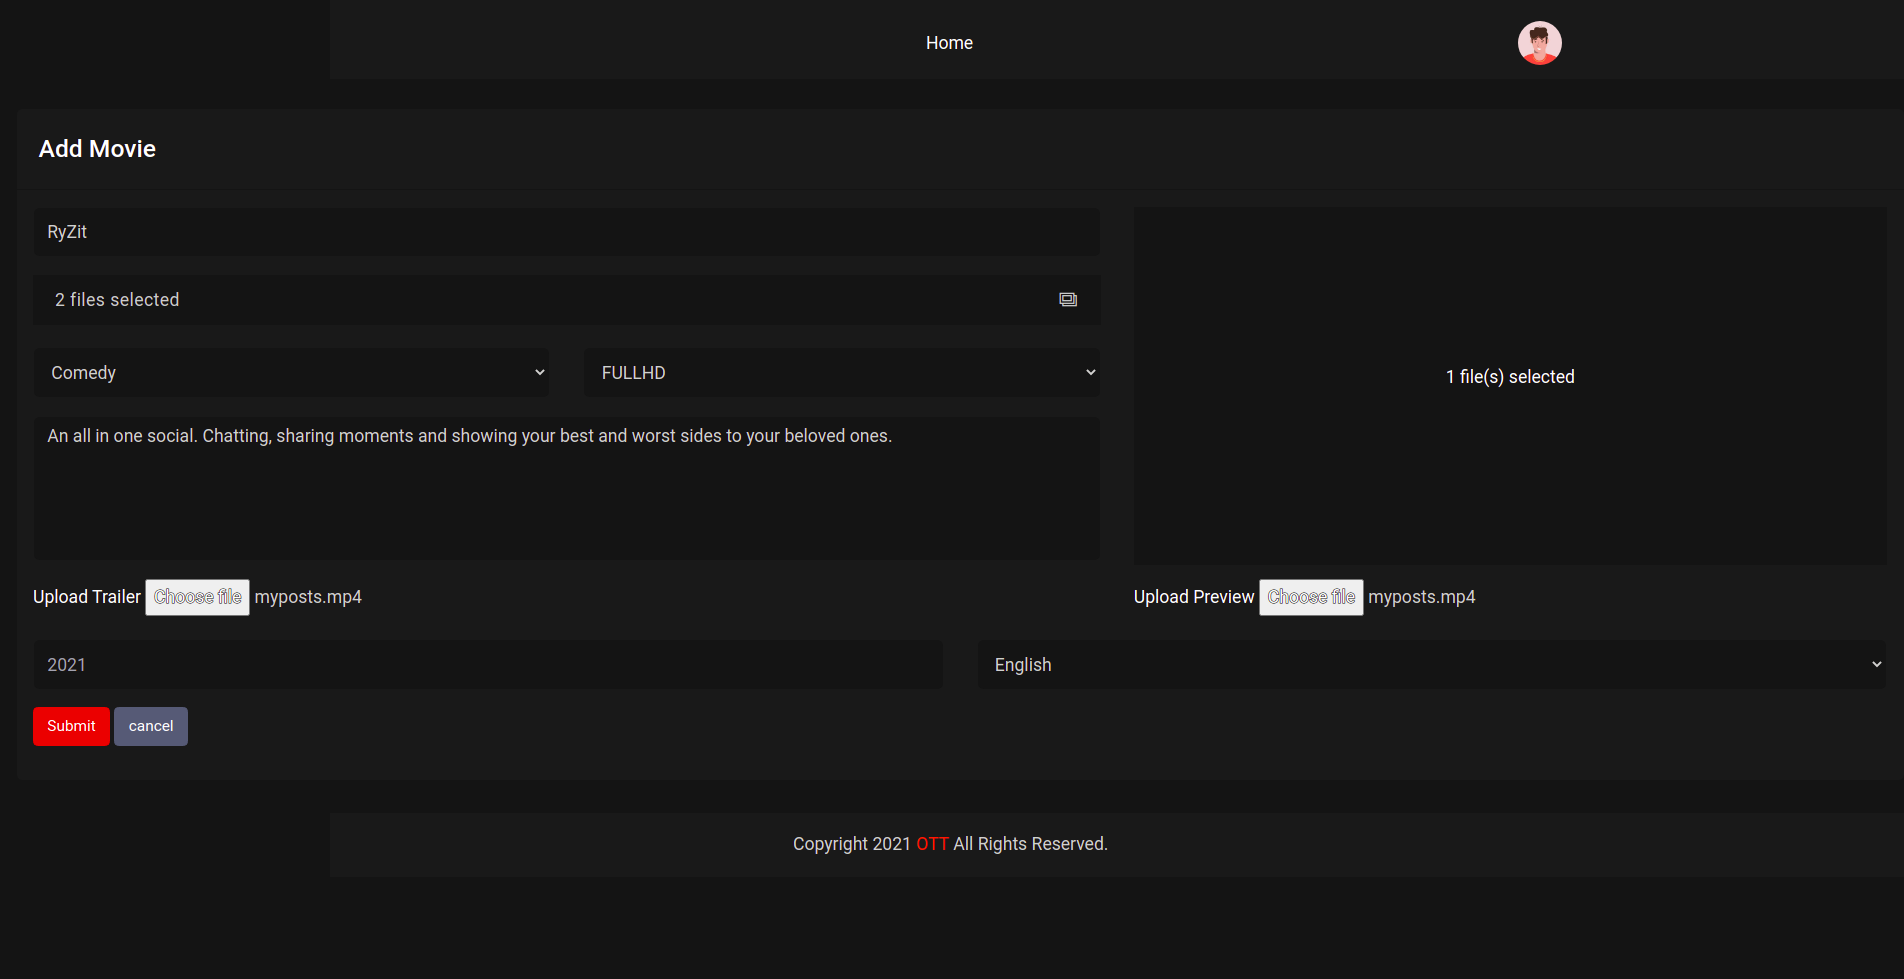 Home
Add Movie
RyZit
2 files selected
Comedy
FULLHD
An all in one social. Chatting, sharing moments and showing your best and worst sides to your beloved ones.
1 file(s) selected
Upload Trailer Choose file myposts.mp4
Upload Preview Choose file myposts.mp4
2021
English
Submit cancel
Copyright 2021 OTT All Rights Reserved.